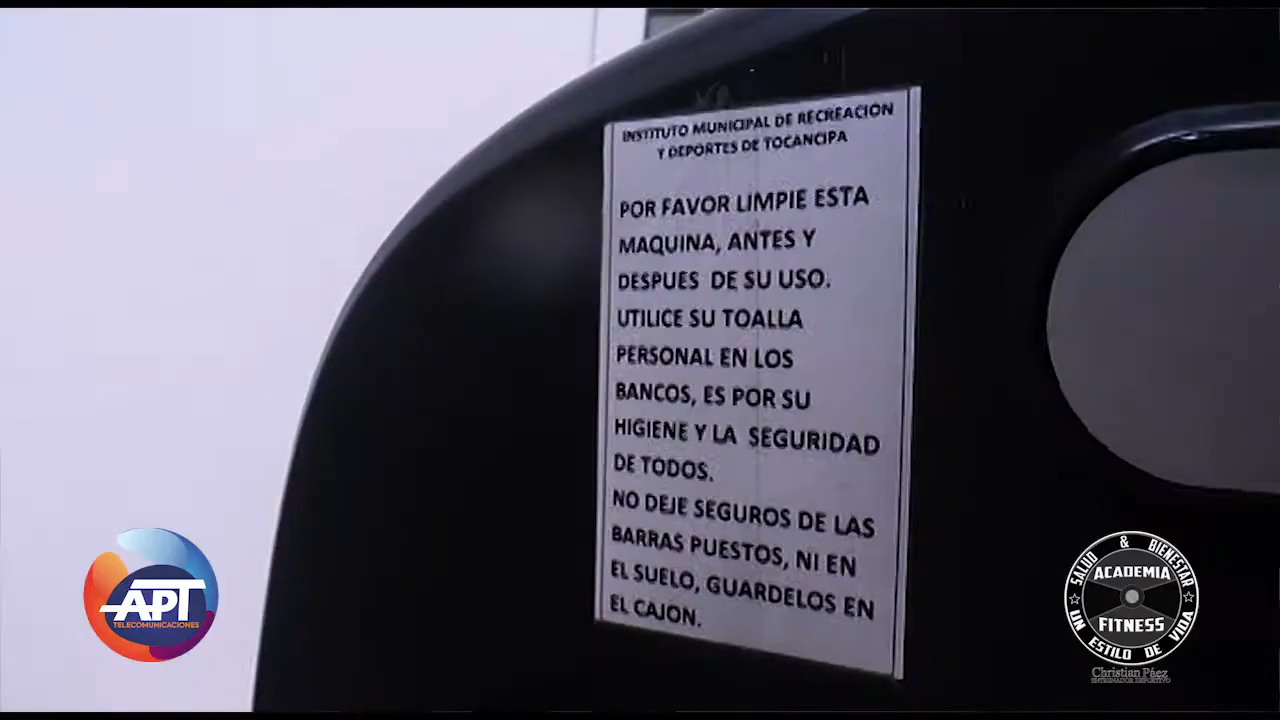 INSTITUTO MUNICIPAL DE RECREACION
Y DEPORTES DE TOCANCIPA
POR FAVOR LIMPIE ESTA
MAQUINA, ANTES Y
DESPUES DE SU USO.
UTILICE SU TOALLA
PERSONAL EN LOS
BANCOS, ES POR SU
HIGIENE Y LA SEGURIDAD
DE TODOS.
NO DEJE SEGUROS DE LAS
BARRAS PUESTOS, NI EN
EL SUELO, GUARDELOS EN
EL CAJON.
APT
TELECOMUNICACIONES
SALUD & BIENESTAR
ACADEMIA
FITNESS
UN ESTILO DE VIDA
Christian Páez
ENTRENADOR DEPORTIVO